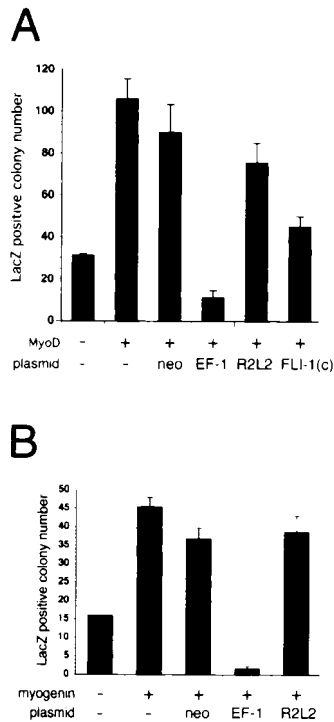 A
LacZ positive colony number
120
100
80
60
40
20
0
MyoD - + + + + +
plasmid - - neo EF-1 R2L2 FLI-1(c)
B
LacZ positive colony number
50
45
40
35
30
25
20
15
10
5
0
myogenin - + + + +
plasmid - - neo EF-1 R2L2